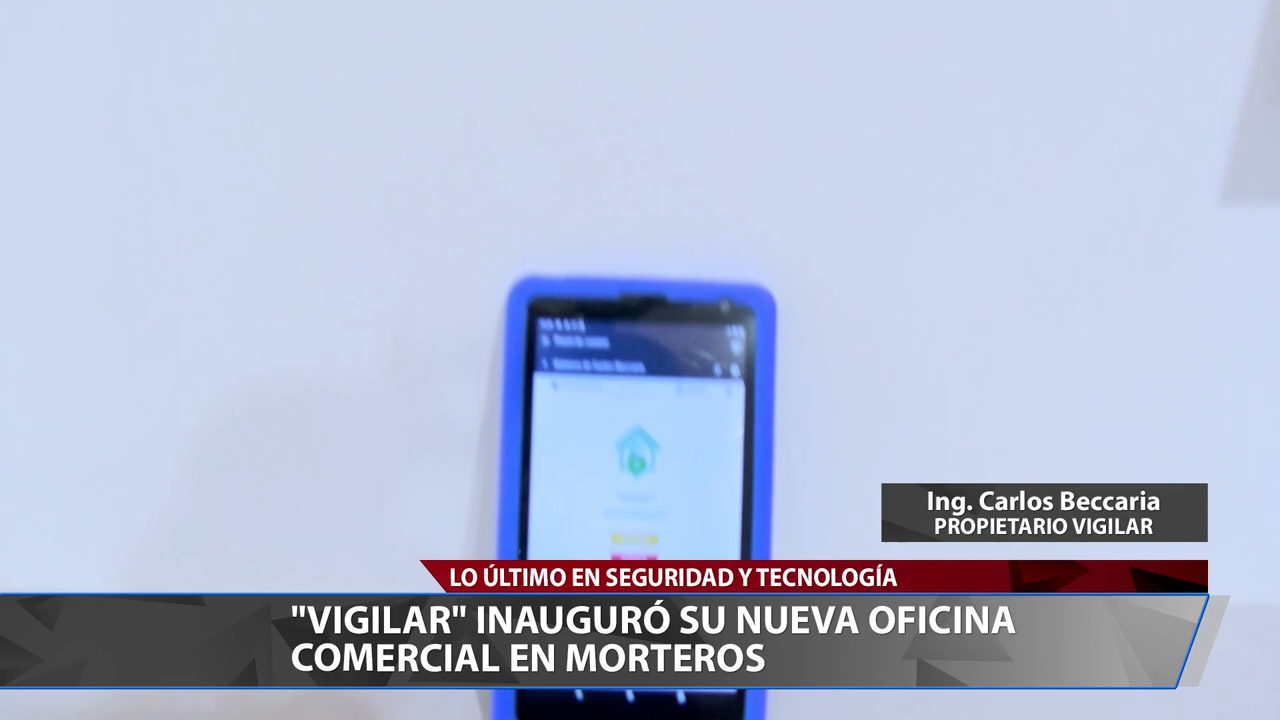 Ing. Carlos Beccaria
PROPIETARIO VIGILAR
LO ÚLTIMO EN SEGURIDAD Y TECNOLOGÍA
"VIGILAR" INAUGURÓ SU NUEVA OFICINA
COMERCIAL EN MORTEROS